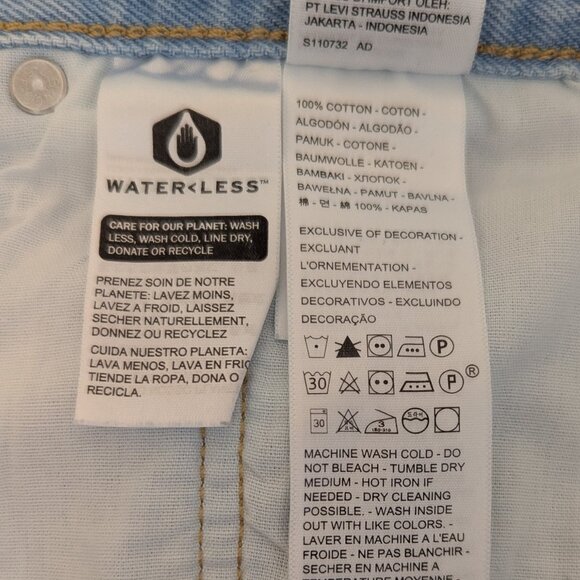 WATER<LESS™
CARE FOR OUR PLANET: WASH
LESS, WASH COLD, LINE DRY,
DONATE OR RECYCLE
PRENEZ SOIN DE NOTRE
PLANETE: LAVEZ MOINS,
LAVEZ A FROID, LAISSEZ
SECHER NATURELLEMENT,
DONNEZ OU RECYCLEZ
CUIDA NUESTRO PLANETA:
LAVA MENOS, LAVA EN FRIO
TIENDE LA ROPA, DONA O
RECICLA.
OLEH:
PT LEVI STRAUSS INDONESIA
JAKARTA - INDONESIA
S110732 AD
100% COTTON - COTON -
ALGODÓN - ALGODÃO -
PAMUK - COTONE -
BAUMWOLLE - KATOEN -
BAMBAKI - ХЛОПОК -
BAWEŁNA - PAMUT - BAVLNA -
棉 - 면 - 綿 100% - KAPAS
EXCLUSIVE OF DECORATION -
EXCLUANT
L'ORNEMENTATION -
EXCLUYENDO ELEMENTOS
DECORATIVOS - EXCLUINDO
DECORAÇÃO
P
30 P ®
30 3
MACHINE WASH COLD - DO
NOT BLEACH - TUMBLE DRY
MEDIUM - HOT IRON IF
NEEDED - DRY CLEANING
POSSIBLE. - WASH INSIDE
OUT WITH LIKE COLORS. -
LAVER EN MACHINE A L'EAU
FROIDE - NE PAS BLANCHIR -
SECHER EN MACHINE A
TEMPERATURE MOYENNE